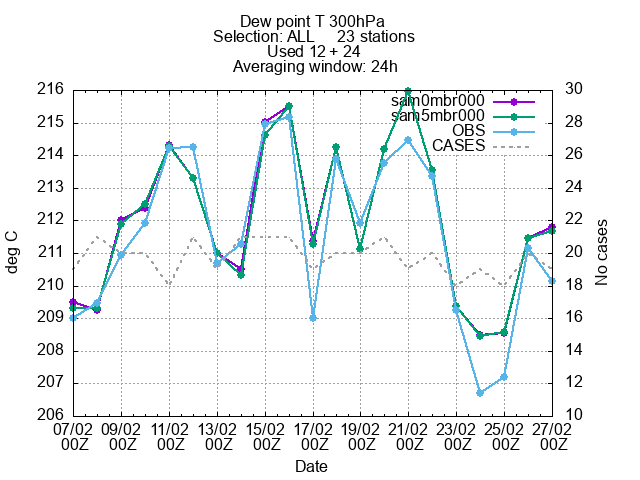 Dew point T 300hPa
Selection: ALL     23 stations
Used 12 + 24
Averaging window: 24h
216
215
214
213
212
211
210
209
208
207
206
deg C
30
28
26
24
22
20
18
16
14
12
10
No cases
sam0mbr000
sam5mbr000
OBS
CASES
07/02 09/02 11/02 13/02 15/02 17/02 19/02 21/02 23/02 25/02 27/02
00Z 00Z 00Z 00Z 00Z 00Z 00Z 00Z 00Z 00Z 00Z
Date